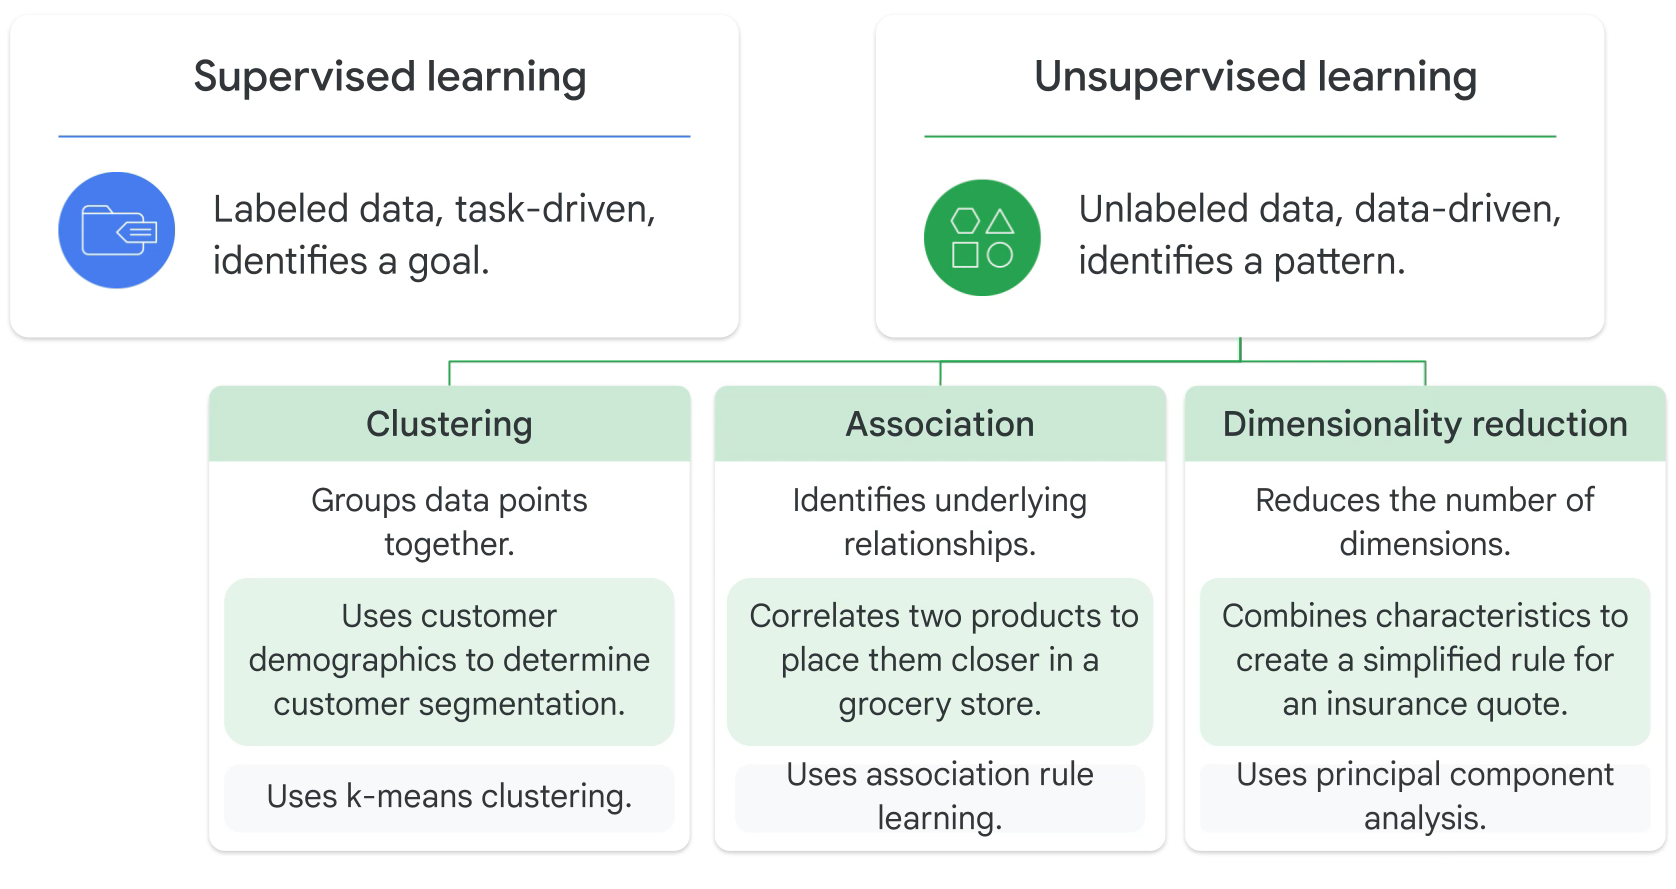 Supervised learning
Labeled data, task-driven,
identifies a goal.
Unsupervised learning
Unlabeled data, data-driven,
identifies a pattern.
Clustering
Groups data points
together.
Uses customer
demographics to determine
customer segmentation.
Uses k-means clustering.
Association
Identifies underlying
relationships.
Correlates two products to
place them closer in a
grocery store.
Uses association rule
learning.
Dimensionality reduction
Reduces the number of
dimensions.
Combines characteristics to
create a simplified rule for
an insurance quote.
Uses principal component
analysis.